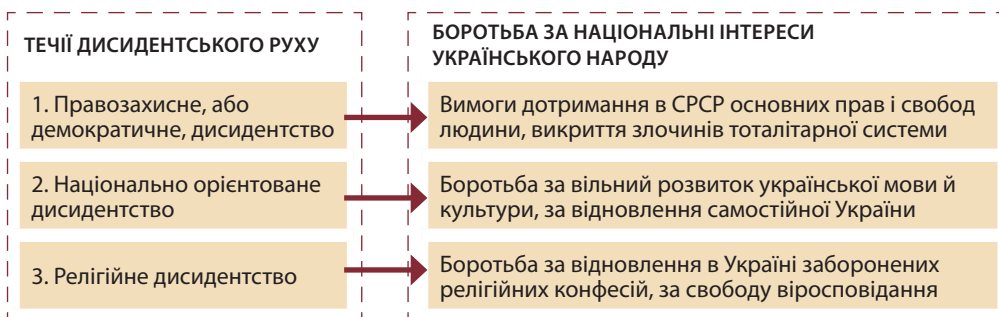 ТЕЧІЇ ДИСИДЕНТСЬКОГО РУХУ
БОРОТЬБА ЗА НАЦІОНАЛЬНІ ІНТЕРЕСИ
УКРАЇНСЬКОГО НАРОДУ
1. Правозахисне, або
демократичне, дисидентство
Вимоги дотримання в СРСР основних прав і свобод
людини, викриття злочинів тоталітарної системи
2. Національно орієнтоване
дисидентство
Боротьба за вільний розвиток української мови й
культури, за відновлення самостійної України
3. Релігійне дисидентство
Боротьба за відновлення в Україні заборонених
релігійних конфесій, за свободу віросповідання